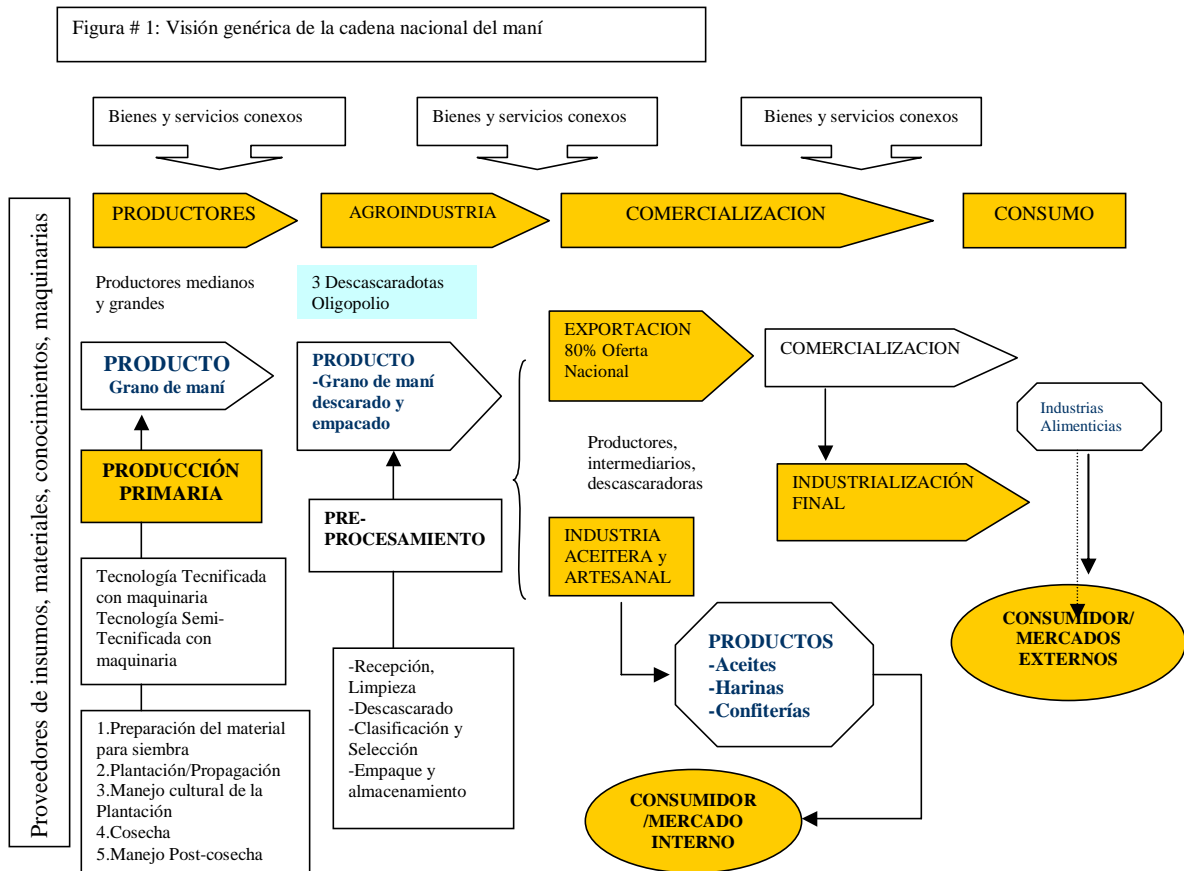 Figura # 1: Visión genérica de la cadena nacional del maní
Bienes y servicios conexos
Bienes y servicios conexos
Bienes y servicios conexos
Proveedores de insumos, materiales, conocimientos, maquinarias
PRODUCTORES
AGROINDUSTRIA
COMERCIALIZACION
CONSUMO
Productores medianos
y grandes
3 Descascaradotas
Oligopolio
PRODUCTO
Grano de maní
PRODUCTO
-Grano de maní
descarado y
empacado
EXPORTACION
80% Oferta
Nacional
COMERCIALIZACION
Industrias
Alimenticias
PRODUCCIÓN
PRIMARIA
PRE-
PROCESAMIENTO
Productores,
intermediarios,
descascaradoras
INDUSTRIALIZACIÓN
FINAL
INDUSTRIA
ACEITERA y
ARTESANAL
Tecnología Tecnificada
con maquinaria
Tecnología Semi-
Tecnificada con
maquinaria
-Recepción,
Limpieza
-Descascarado
-Clasificación y
Selección
-Empaque y
almacenamiento
PRODUCTOS
-Aceites
-Harinas
-Confiterías
CONSUMIDOR/
MERCADOS
EXTERNOS
1.Preparación del material
para siembra
2.Plantación/Propagación
3.Manejo cultural de la
Plantación
4.Cosecha
5.Manejo Post-cosecha
CONSUMIDOR
/MERCADO
INTERNO